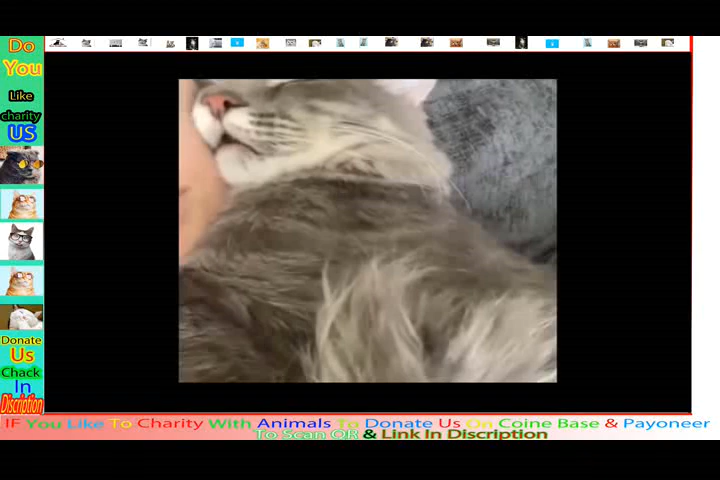 Do
You
Like
charity
US
Donate
Us
Chack
In
Discription
IF You Like To Charity With Animals To Donate Us On Coine Base & Payoneer
To Scan QR & Link In Discription